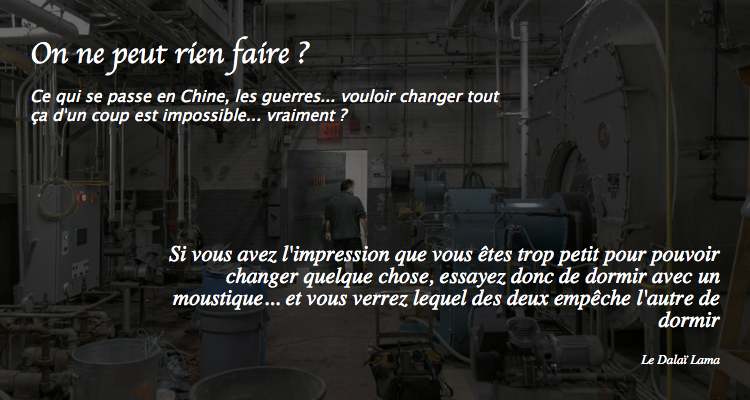 On ne peut rien faire ?
Ce qui se passe en Chine, les guerres... vouloir changer tout
ça d'un coup est impossible... vraiment ?
EXIT
Si vous avez l'impression que vous êtes trop petit pour pouvoir
changer quelque chose, essayez donc de dormir avec un
moustique... et vous verrez lequel des deux empêche l'autre de
dormir
Le Dalaï Lama